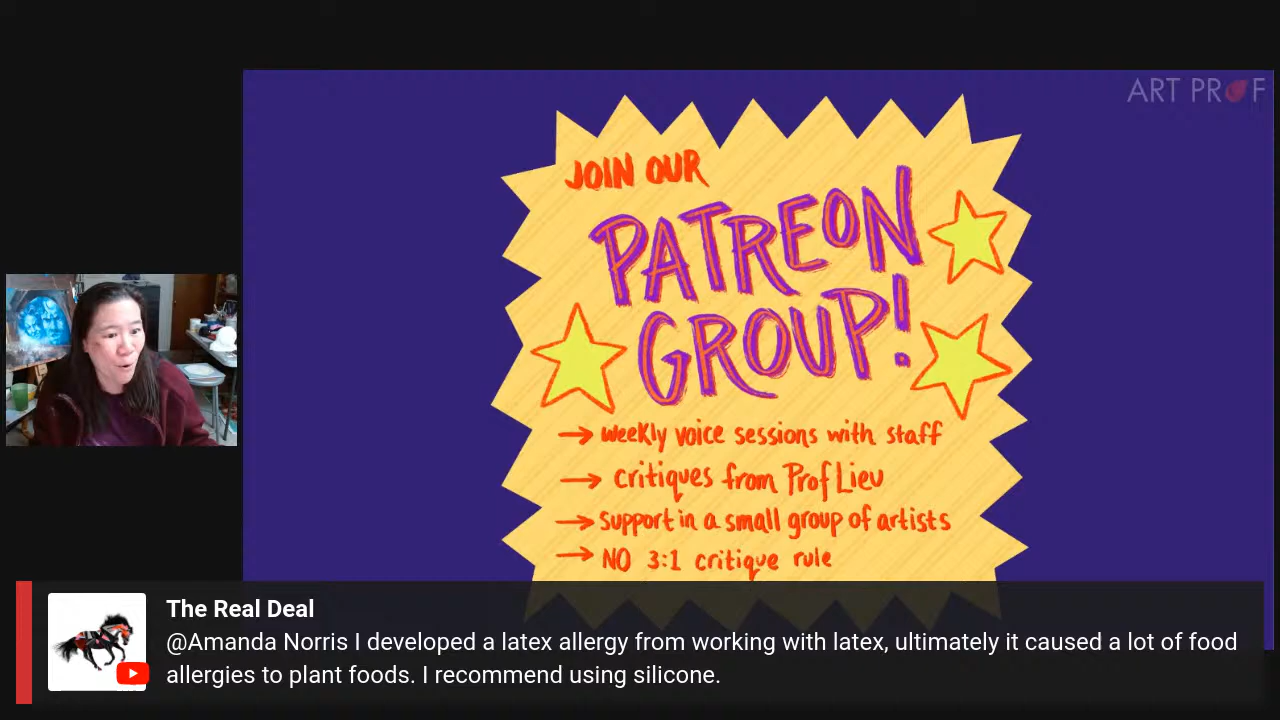 ART PROF
JOIN OUR
PATREON
GROUP!
→ weekly voice sessions with staff
→ critiques from Prof Lieu
→ support in a small group of artists
→ NO 3:1 critique rule
The Real Deal
@Amanda Norris I developed a latex allergy from working with latex, ultimately it caused a lot of food
allergies to plant foods. I recommend using silicone.